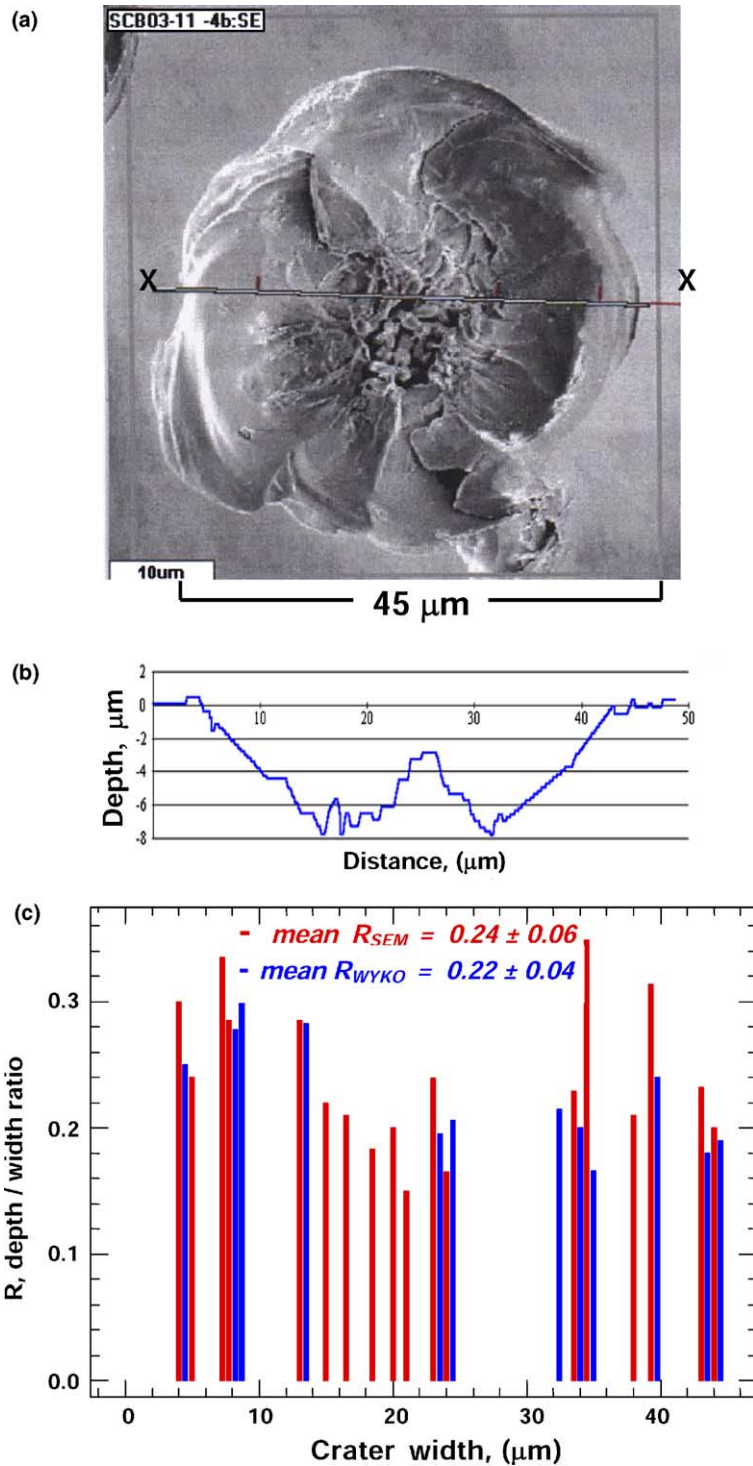 (a)
SCB03-11 -4b:SE
X X
10um
45 μm
(b)
2
0
-2
-4
-6
-8
10 20 30 40 50
Depth, μm
Distance, (μm)
(c)
- mean R_SEM = 0.24 ± 0.06
- mean R_WYKO = 0.22 ± 0.04
0.3
0.2
0.1
0.0
R, depth / width ratio
0 10 20 30 40
Crater width, (μm)